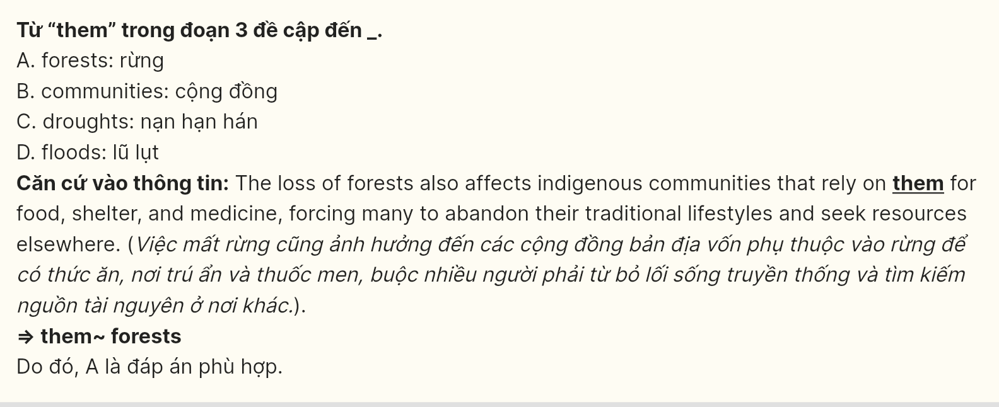 Từ “them” trong đoạn 3 đề cập đến _.
A. forests: rừng
B. communities: cộng đồng
C. droughts: nạn hạn hán
D. floods: lũ lụt
Căn cứ vào thông tin: The loss of forests also affects indigenous communities that rely on them for
food, shelter, and medicine, forcing many to abandon their traditional lifestyles and seek resources
elsewhere. (Việc mất rừng cũng ảnh hưởng đến các cộng đồng bản địa vốn phụ thuộc vào rừng để
có thức ăn, nơi trú ẩn và thuốc men, buộc nhiều người phải từ bỏ lối sống truyền thống và tìm kiếm
nguồn tài nguyên ở nơi khác.).
⇒ them~ forests
Do đó, A là đáp án phù hợp.